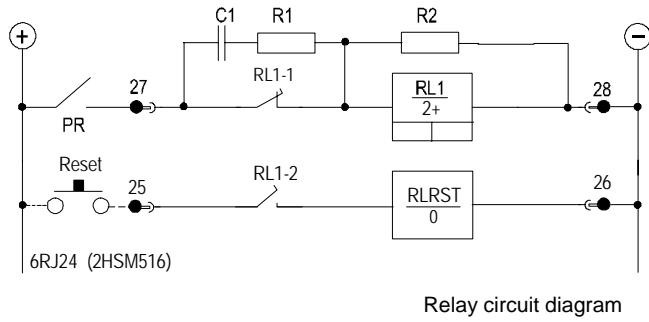 C1 R1 R2
+ −
27 RL1-1 RL1 28
2+
PR
Reset
25 RL1-2 RLRST 26
0
6RJ24 (2HSM516)
Relay circuit diagram